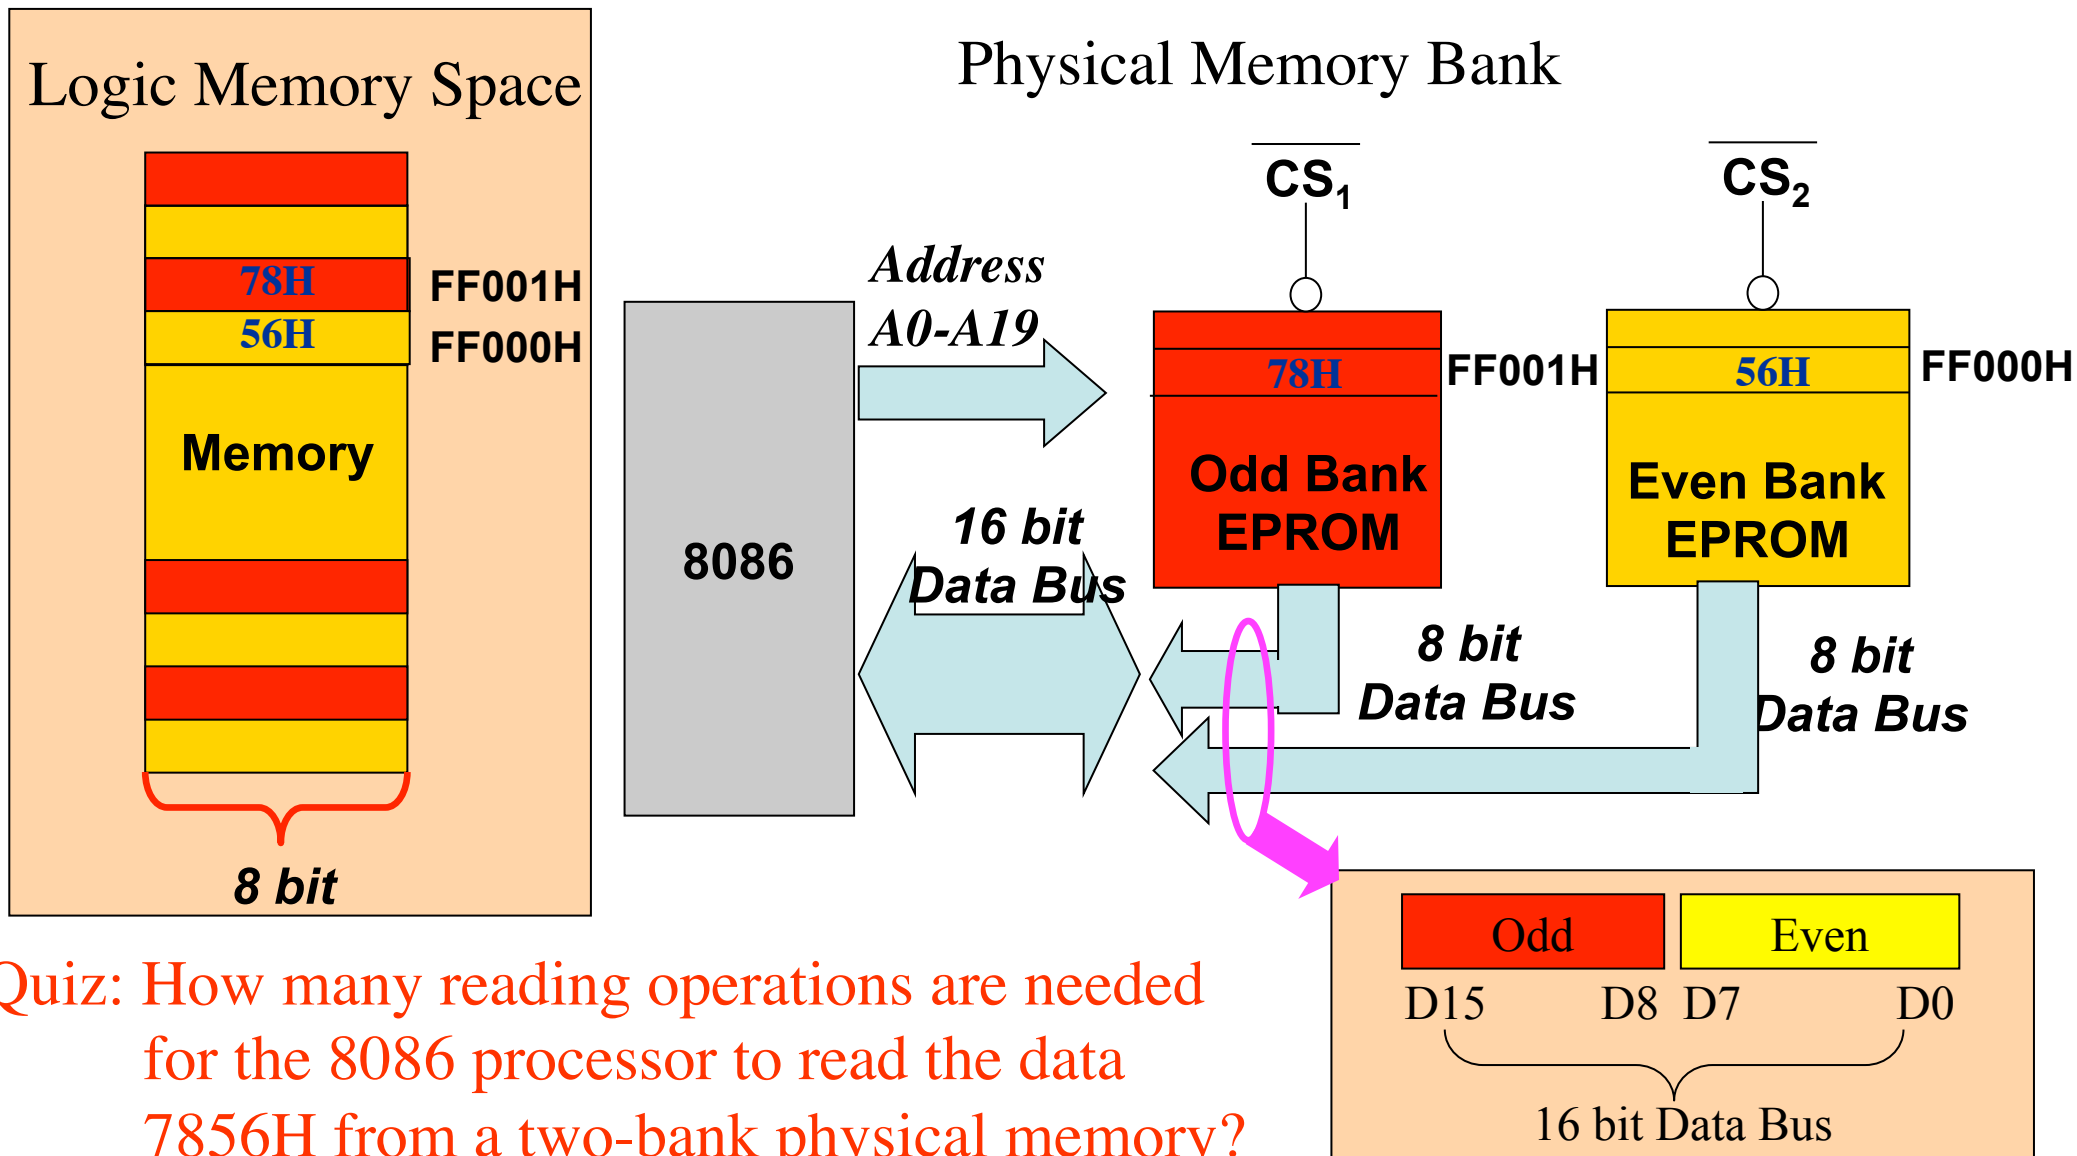 Logic Memory Space
78H
FF001H
56H
FF000H
Memory
8 bit
Physical Memory Bank
CS1
CS2
Address
A0-A19
8086
16 bit
Data Bus
78H
FF001H
Odd Bank
EPROM
56H
FF000H
Even Bank
EPROM
8 bit
Data Bus
8 bit
Data Bus
Odd
Even
D15
D8
D7
D0
16 bit Data Bus
Quiz: How many reading operations are needed
for the 8086 processor to read the data
7856H from a two-bank physical memory?